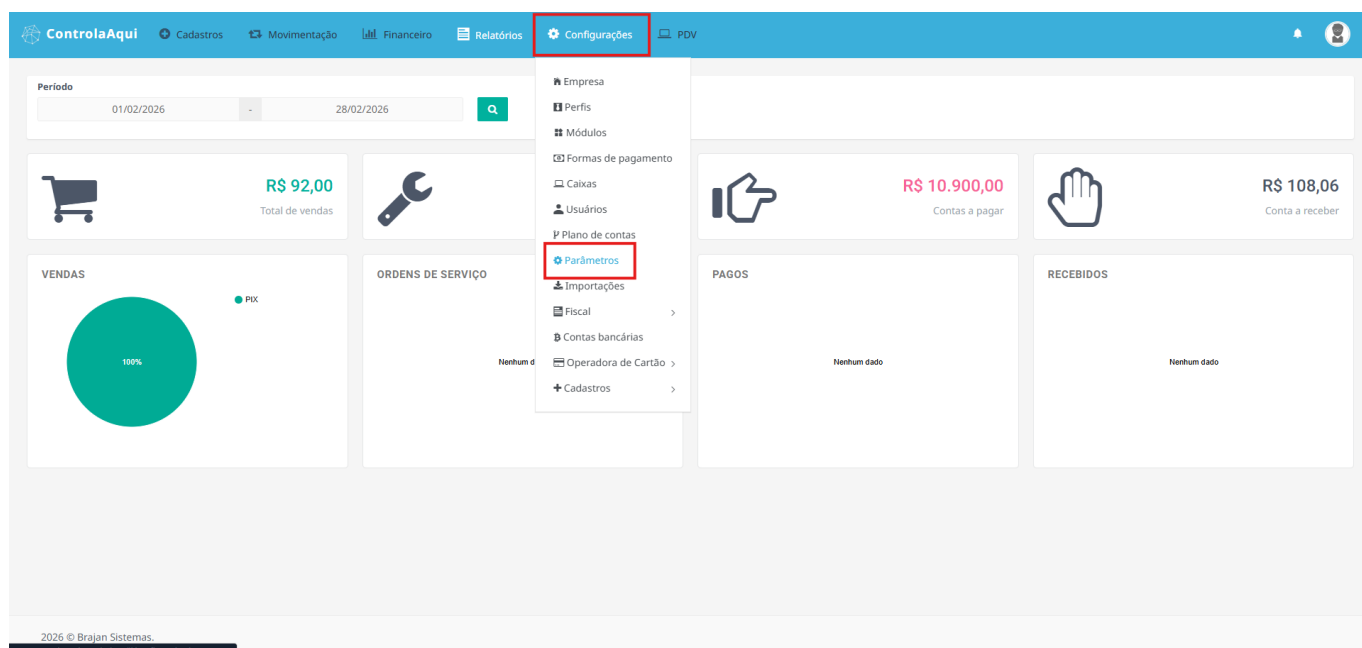 ControlaAqui Cadastros Movimentação Financeiro Relatórios Configurações PDV
Período
01/02/2026 - 28/02/2026
Empresa
Perfis
Módulos
Formas de pagamento
Caixas
Usuários
Plano de contas
Parâmetros
Importações
Fiscal
Contas bancárias
Operadora de Cartão
Cadastros
R$ 92,00
Total de vendas
R$ 10.900,00
Contas a pagar
R$ 108,06
Conta a receber
VENDAS
PIX
100%
ORDENS DE SERVIÇO
Nenhum d
PAGOS
Nenhum dado
RECEBIDOS
Nenhum dado
2026 © Brajan Sistemas.